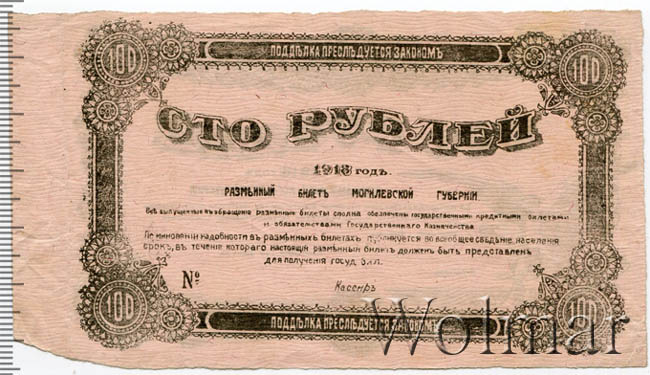 100 ПОДДѢЛКА ПРЕСЛѢДУЕТСЯ ЗАКОНОМЪ 100
СТО РУБЛЕЙ
1918 годъ.
РАЗМѢННЫЙ БИЛЕТЪ МОГИЛЕВСКОЙ ГУБЕРНІИ
Всѣ выпущенные въ обращеніе размѣнные билеты сполна обезпечены государственными кредитными билетами
и обязательствами Государственнаго Казначейства
По минованіи надобности въ размѣнныхъ билетахъ публикуется во всеобщее свѣдѣніе населенія
срокъ, въ теченіе котораго настоящій размѣнный билетъ долженъ быть представленъ
для полученія госуд.
№
Кассиръ
100 ПОДДѢЛКА ПРЕСЛѢДУЕТСЯ ЗАКОНОМЪ 100
Wolmar